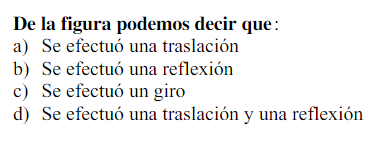 De la figura podemos decir que:
a) Se efectuó una traslación
b) Se efectuó una reflexión
c) Se efectuó un giro
d) Se efectuó una traslación y una reflexión